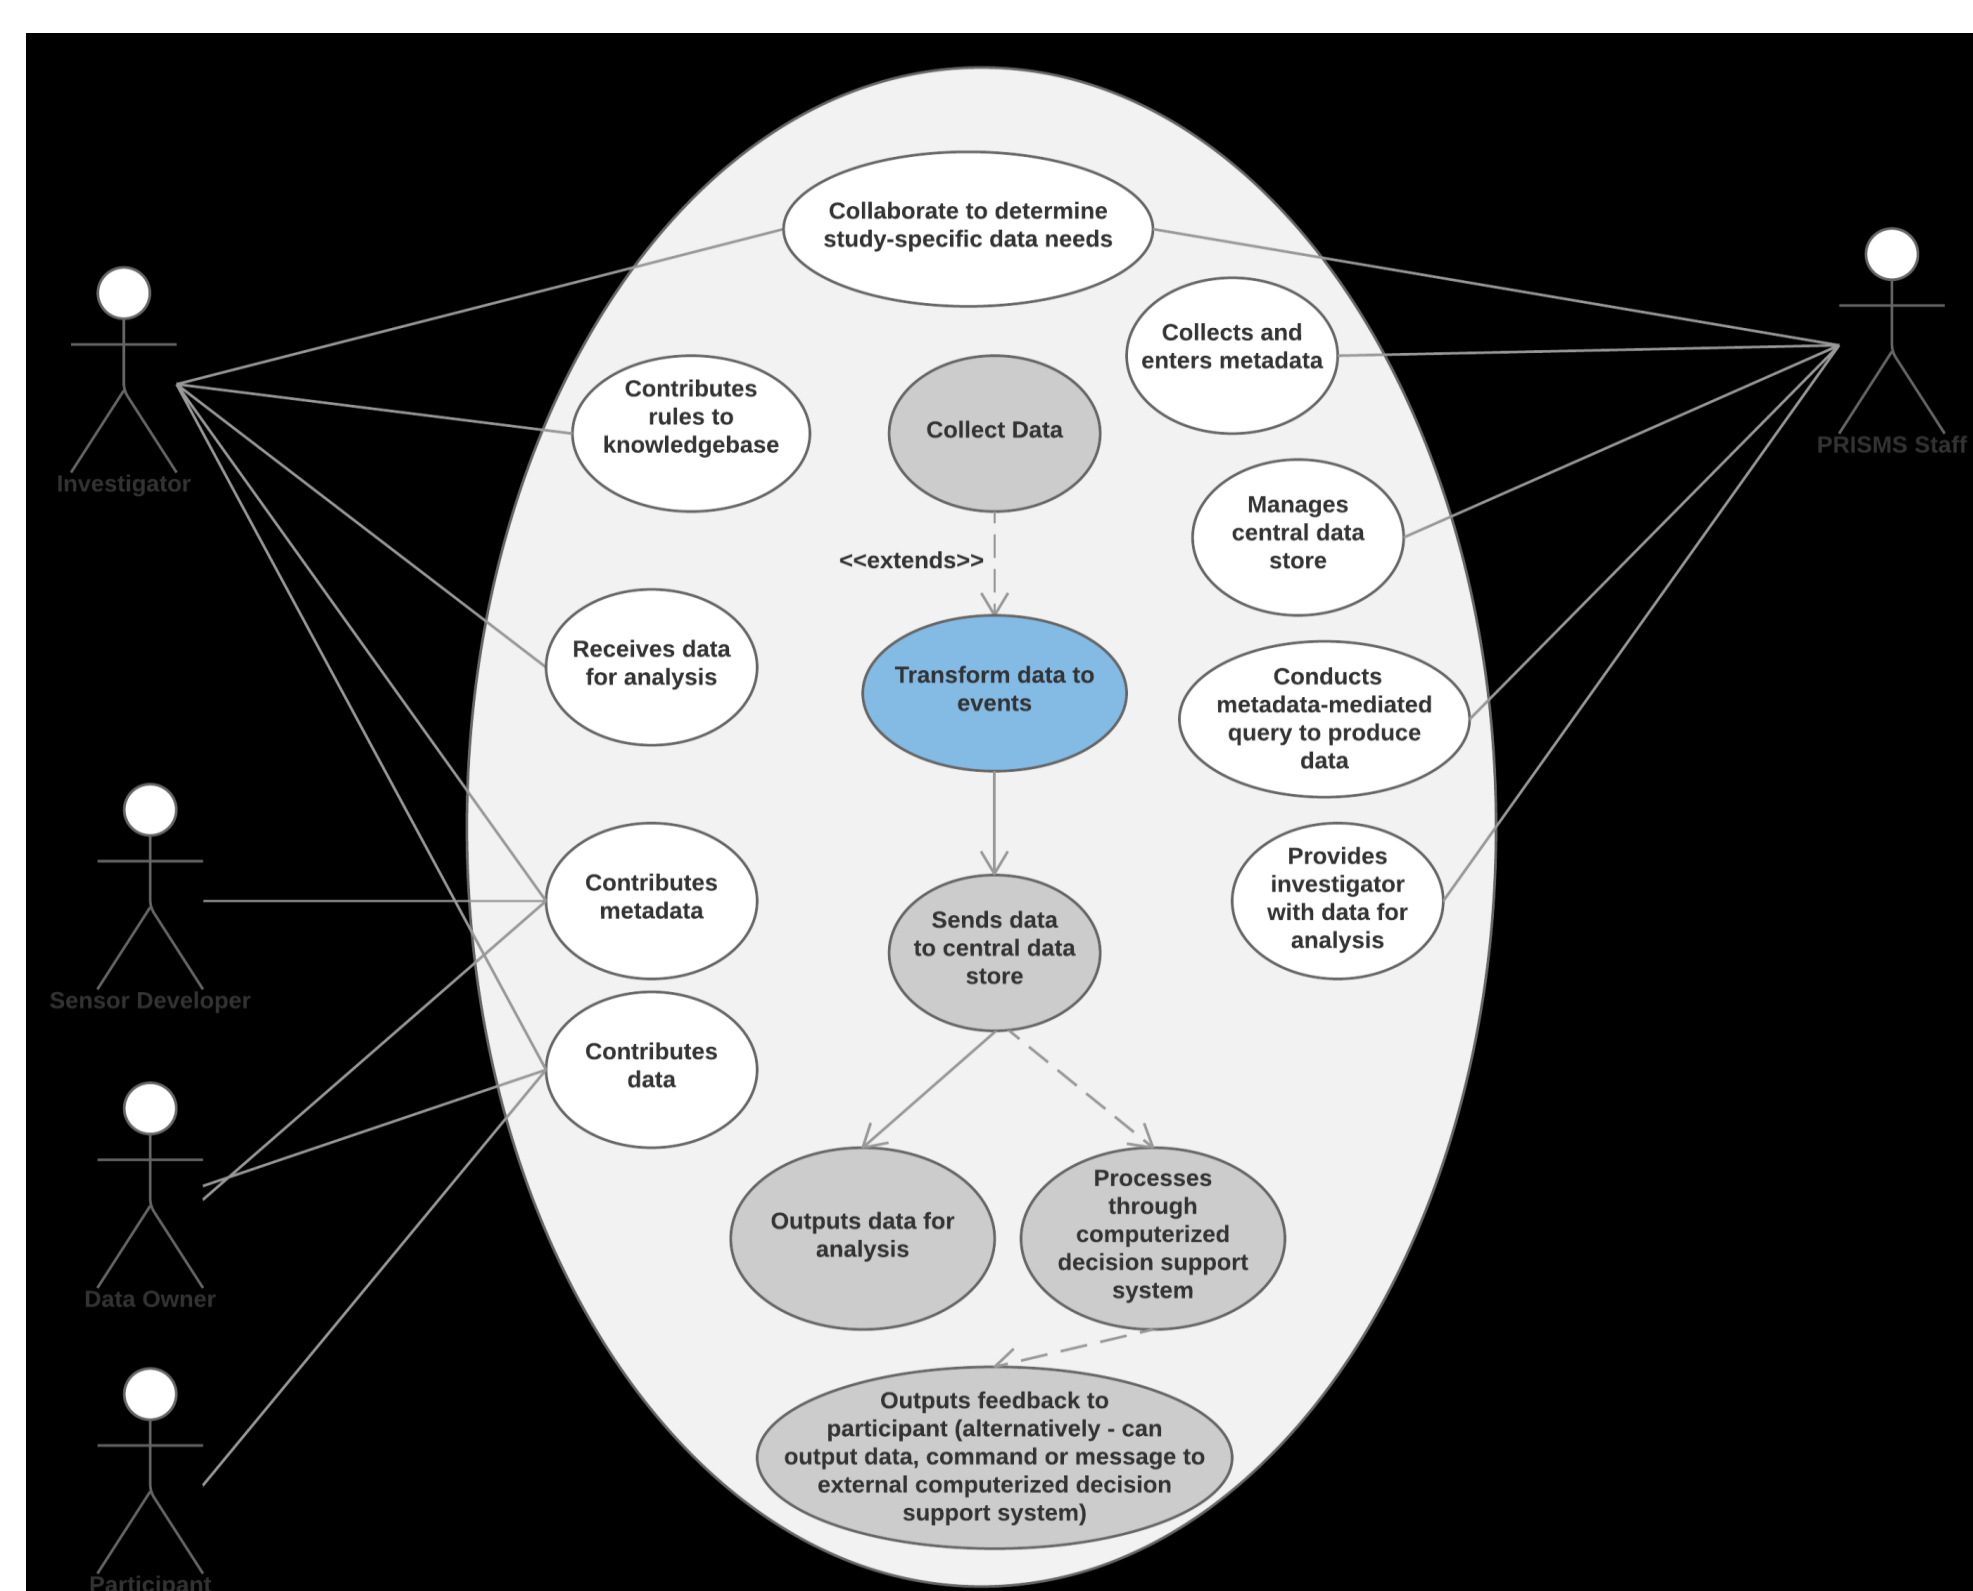 Collaborate to determine
study-specific data needs
Collects and
enters metadata
Contributes
rules to
knowledgebase
Collect Data
PRISMS Staff
Investigator
Manages
central data
store
<<extends>>
Receives data
for analysis
Transform data to
events
Conducts
metadata-mediated
query to produce
data
Contributes
metadata
Provides
investigator
with data for
analysis
Sends data
to central data
store
Sensor Developer
Contributes
data
Outputs data for
analysis
Processes
through
computerized
decision support
system
Data Owner
Outputs feedback to
participant (alternatively - can
output data, command or message to
external computerized decision
support system)
Participant